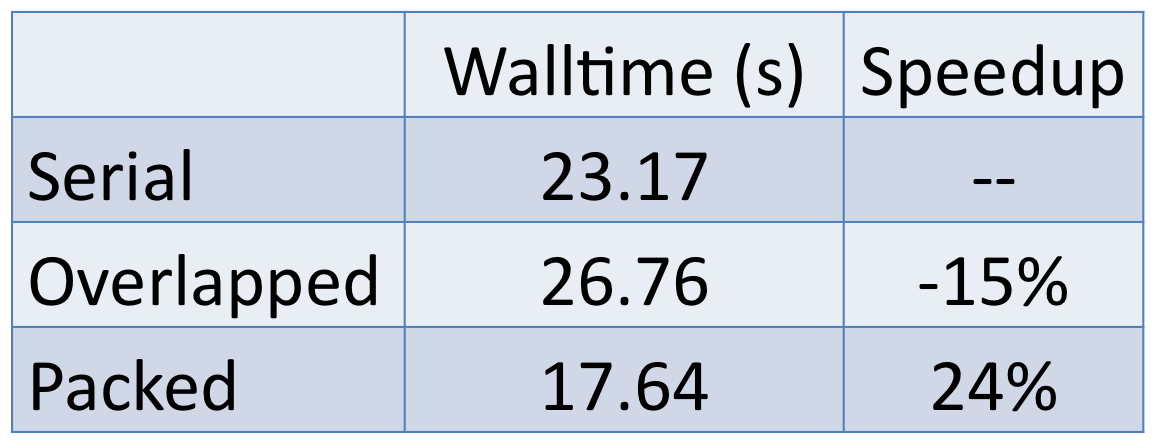 Walltime (s) Speedup
Serial 23.17 --
Overlapped 26.76 -15%
Packed 17.64 24%